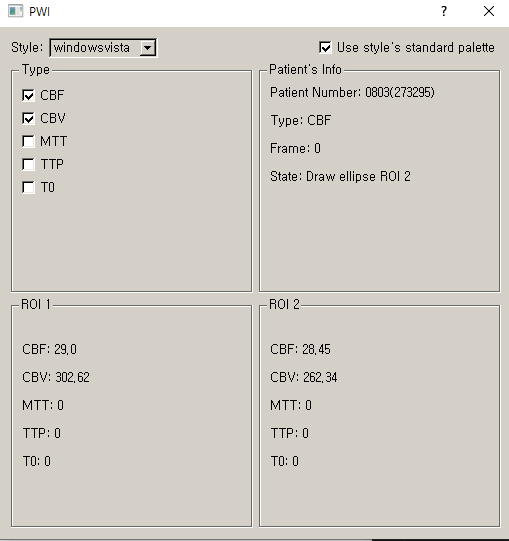 PWI
Style: windowsvista
Use style's standard palette
Type
CBF
CBV
MTT
TTP
T0
Patient's Info
Patient Number: 0803(273295)
Type: CBF
Frame: 0
State: Draw ellipse ROI 2
ROI 1
CBF: 29,0
CBV: 302,62
MTT: 0
TTP: 0
T0: 0
ROI 2
CBF: 28,45
CBV: 262,34
MTT: 0
TTP: 0
T0: 0